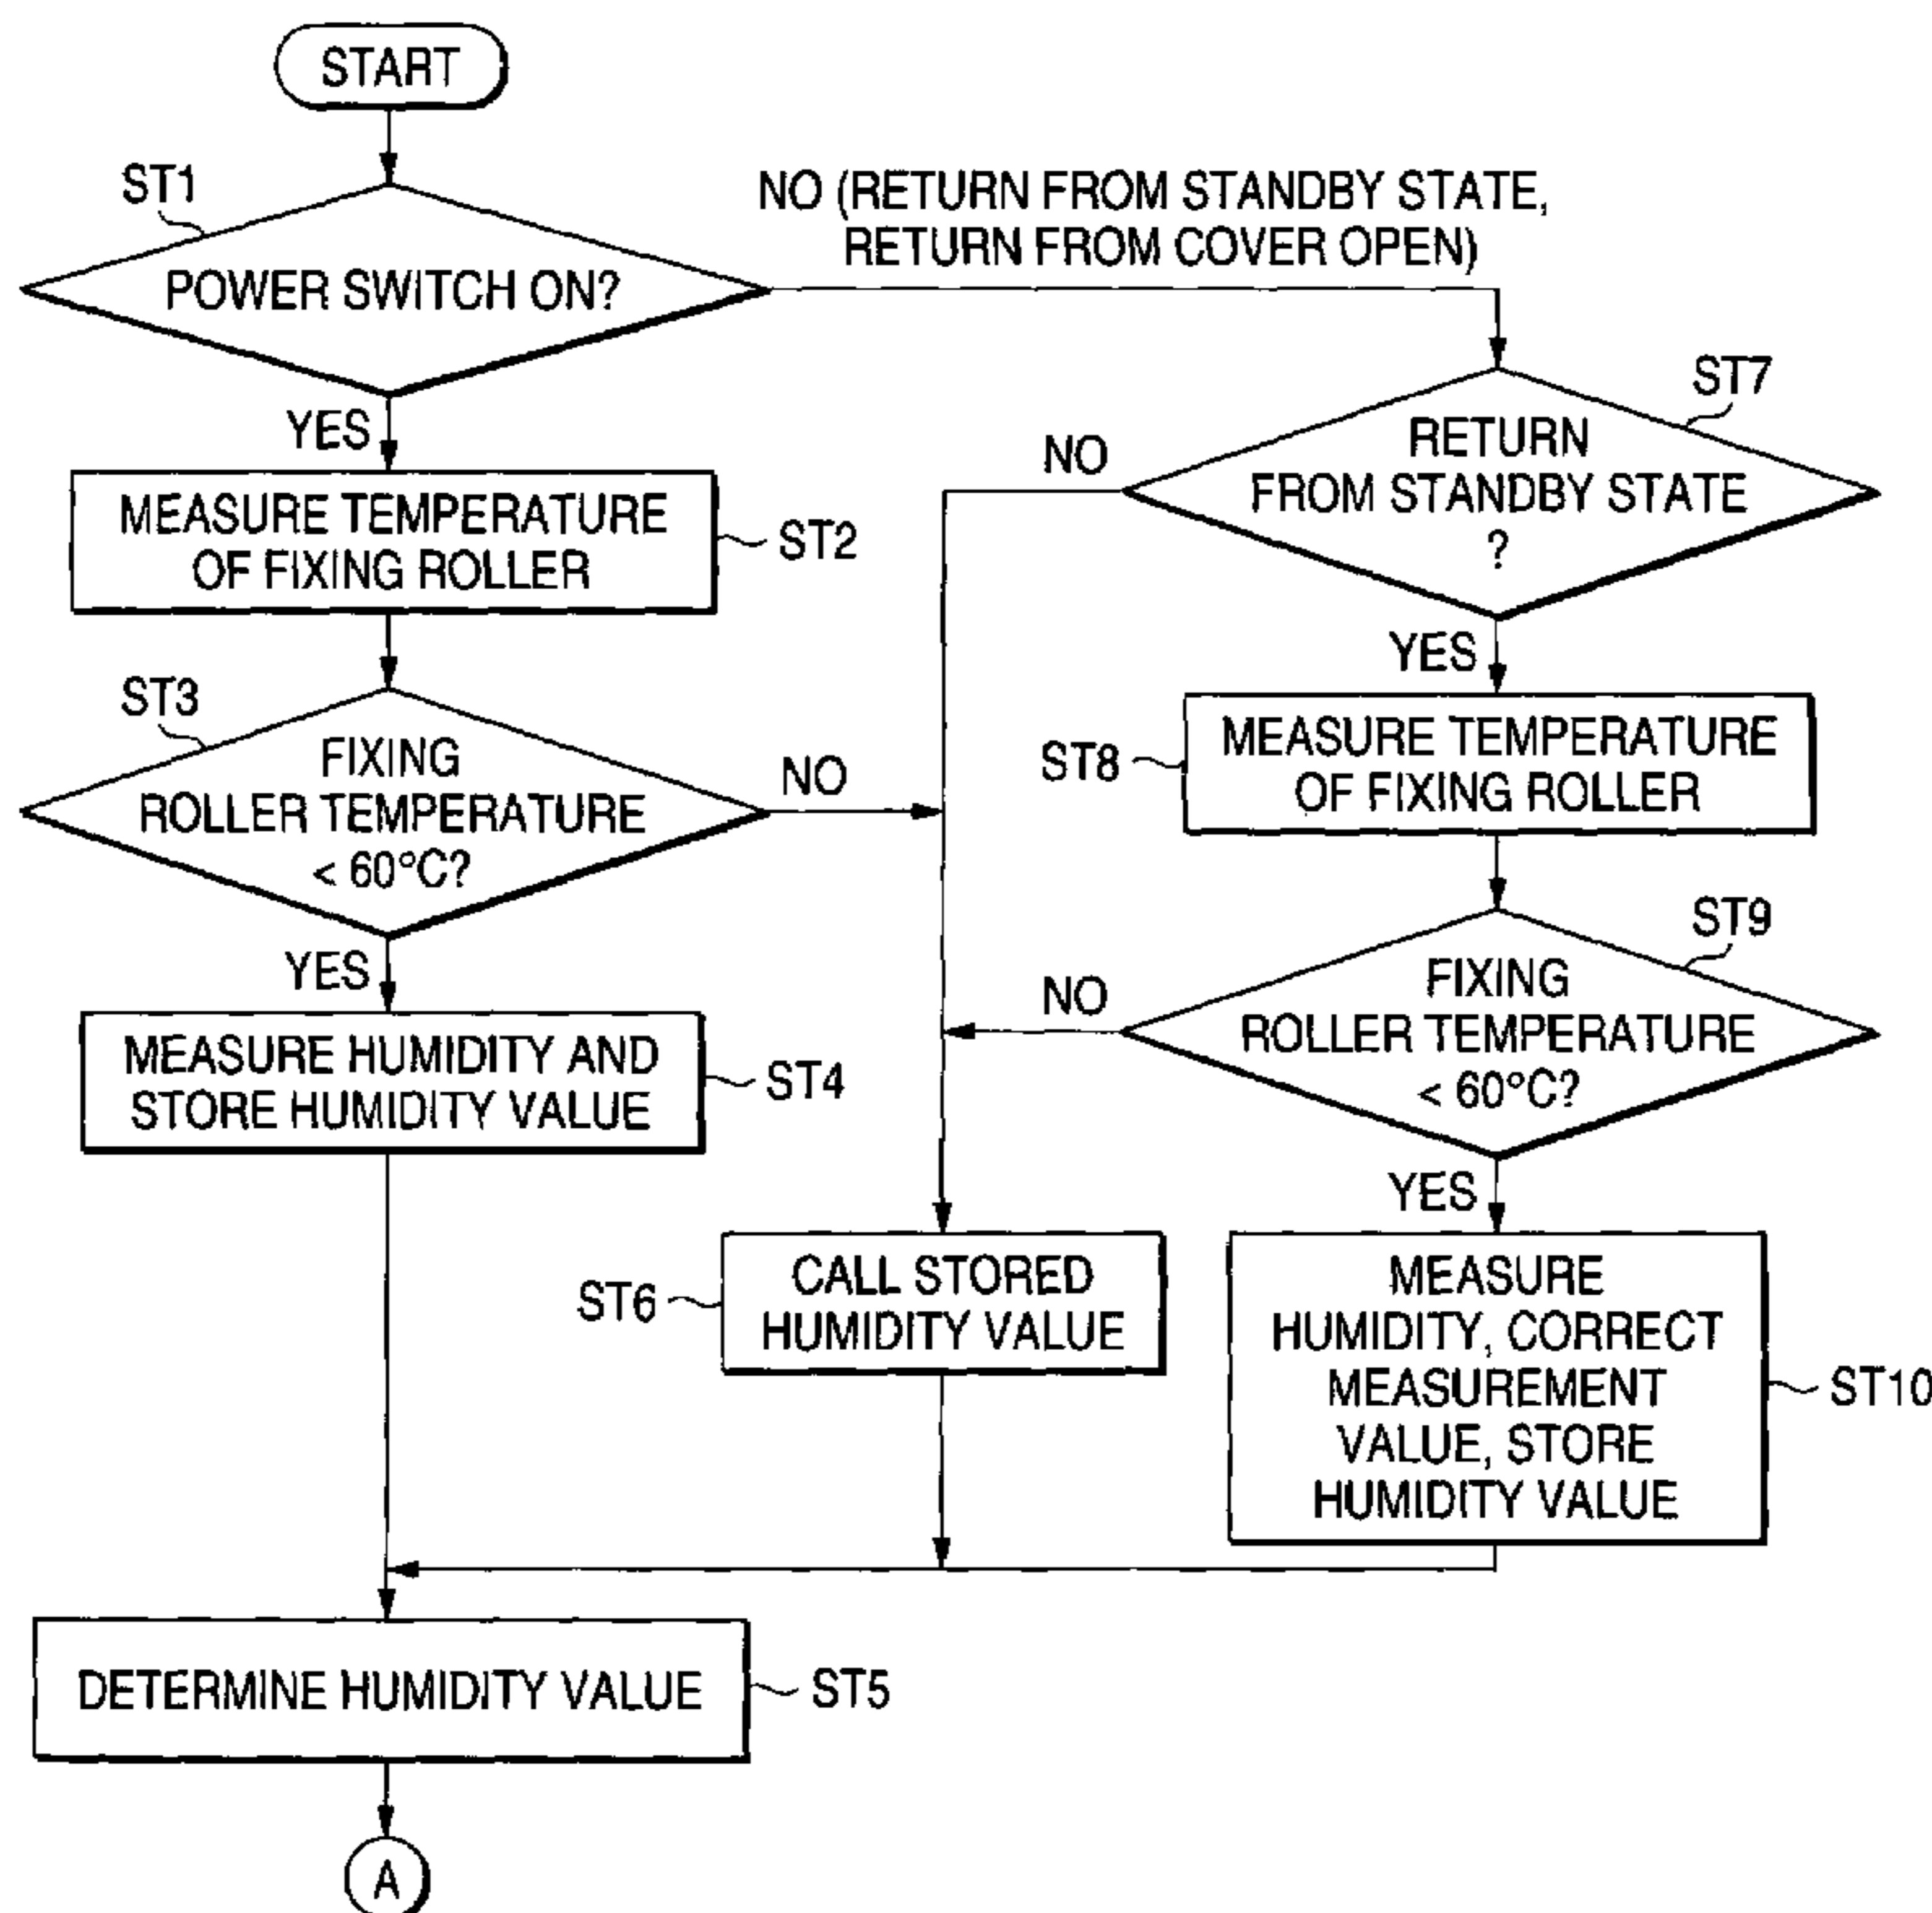 START
ST1
POWER SWITCH ON?
NO (RETURN FROM STANDBY STATE,
RETURN FROM COVER OPEN)
YES
MEASURE TEMPERATURE
OF FIXING ROLLER
ST2
ST3
FIXING
ROLLER TEMPERATURE
< 60°C?
NO
YES
MEASURE HUMIDITY AND
STORE HUMIDITY VALUE
ST4
ST7
RETURN
FROM STANDBY STATE
?
NO
YES
ST8
MEASURE TEMPERATURE
OF FIXING ROLLER
ST9
FIXING
ROLLER TEMPERATURE
< 60°C?
NO
YES
ST6
CALL STORED
HUMIDITY VALUE
MEASURE
HUMIDITY, CORRECT
MEASUREMENT
VALUE, STORE
HUMIDITY VALUE
ST10
DETERMINE HUMIDITY VALUE
ST5
A